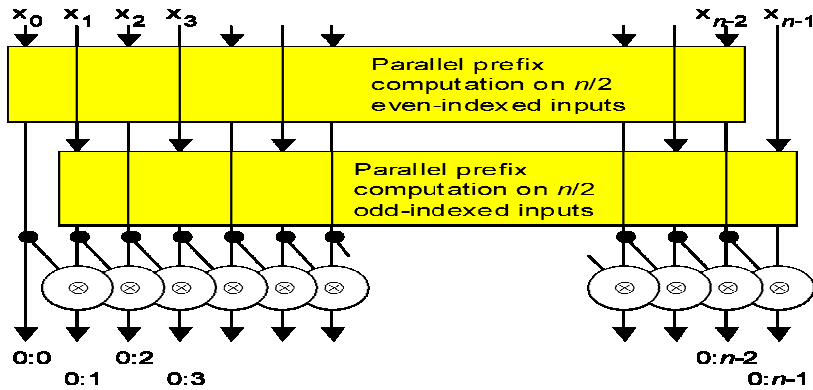 x0 x1 x2 x3 xn-2 xn-1
Parallel prefix
computation on n/2
even-indexed inputs
Parallel prefix
computation on n/2
odd-indexed inputs
⊗ ⊗ ⊗ ⊗ ⊗ ⊗ ⊗ ⊗ ⊗ ⊗
0:0 0:2 0:n-2
0:1 0:3 0:n-1